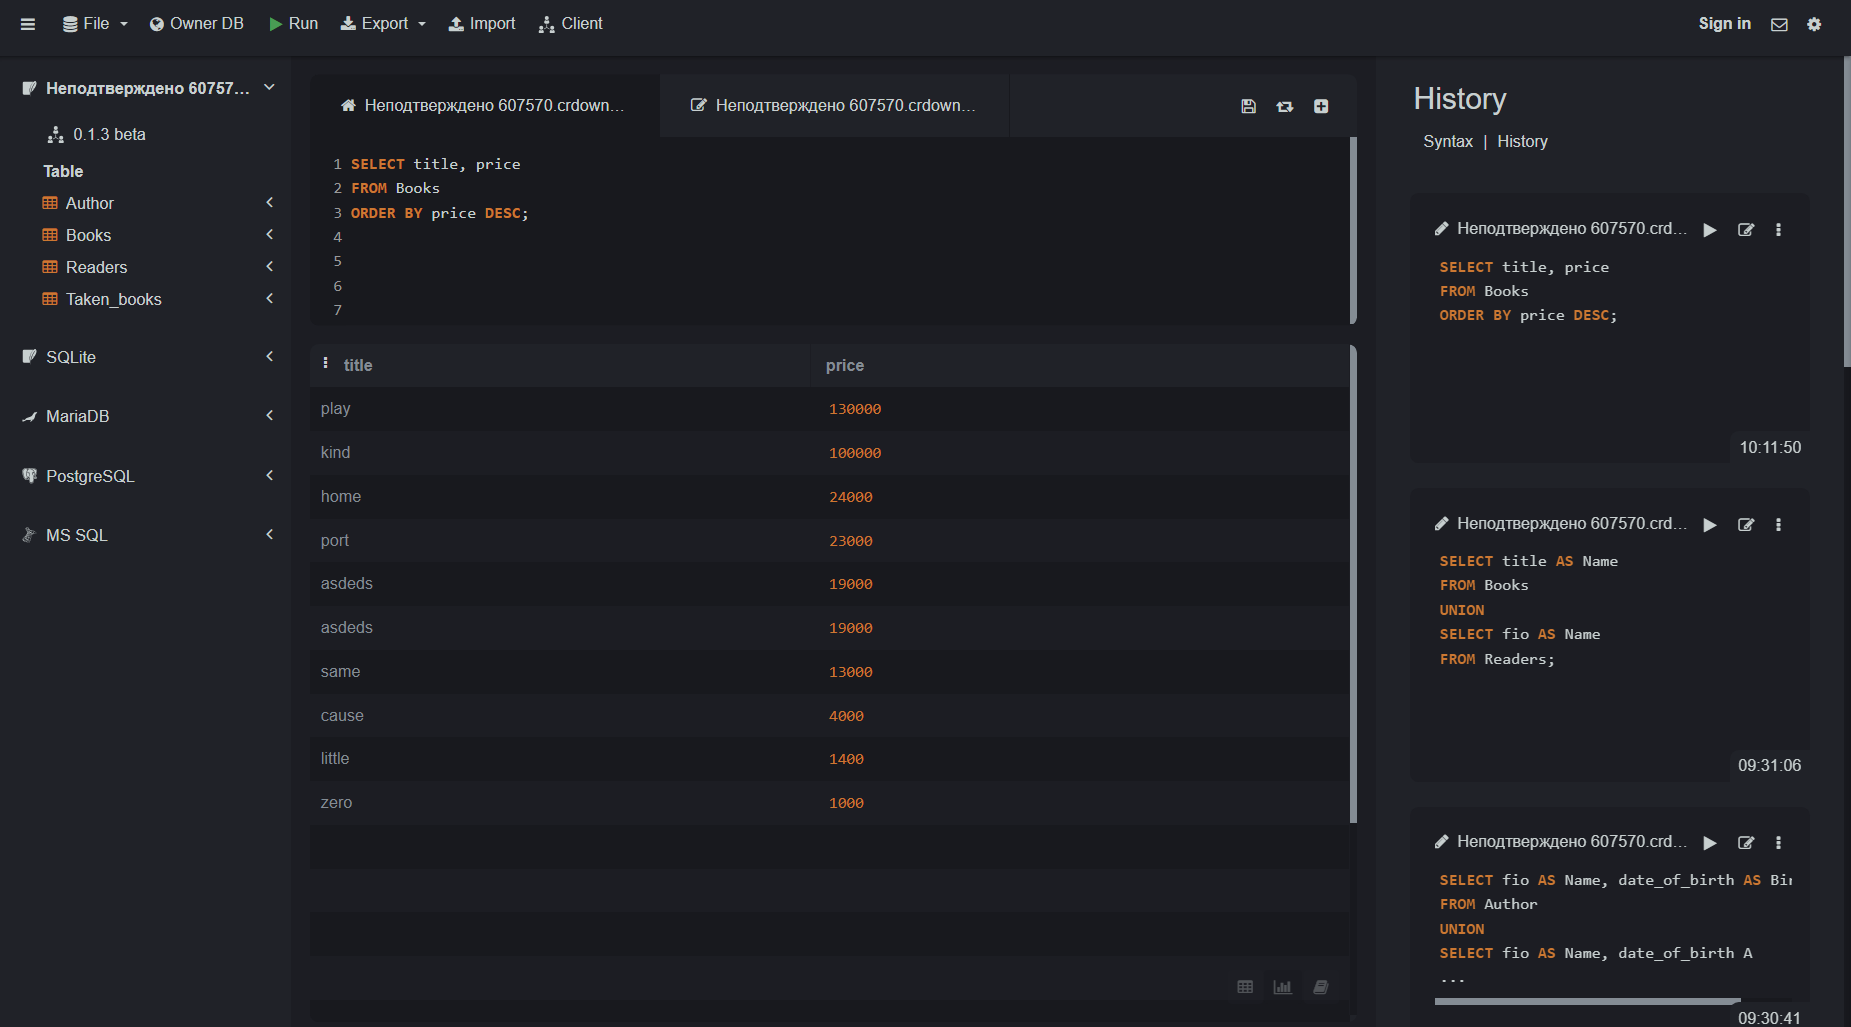 File
Owner DB
Run
Export
Import
Client
Sign in
Неподтверждено 60757...
0.1.3 beta
Table
Author
Books
Readers
Taken_books
SQLite
MariaDB
PostgreSQL
MS SQL
Неподтверждено 607570.crdown...
Неподтверждено 607570.crdown...
1 SELECT title, price
2 FROM Books
3 ORDER BY price DESC;
4
5
6
7
title price
play 130000
kind 100000
home 24000
port 23000
asdeds 19000
asdeds 19000
same 13000
cause 4000
little 1400
zero 1000
History
Syntax | History
Неподтверждено 607570.crd...
SELECT title, price
FROM Books
ORDER BY price DESC;
10:11:50
Неподтверждено 607570.crd...
SELECT title AS Name
FROM Books
UNION
SELECT fio AS Name
FROM Readers;
09:31:06
Неподтверждено 607570.crd...
SELECT fio AS Name, date_of_birth AS Bir
FROM Author
UNION
SELECT fio AS Name, date_of_birth A
...
09:30:41